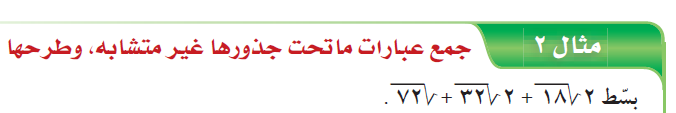 مثال ٢ جمع عبارات ماتحت جذورها غير متشابه، وطرحها
بسّط ٢√١٨ + ٢√٣٢ + √٧٢ .